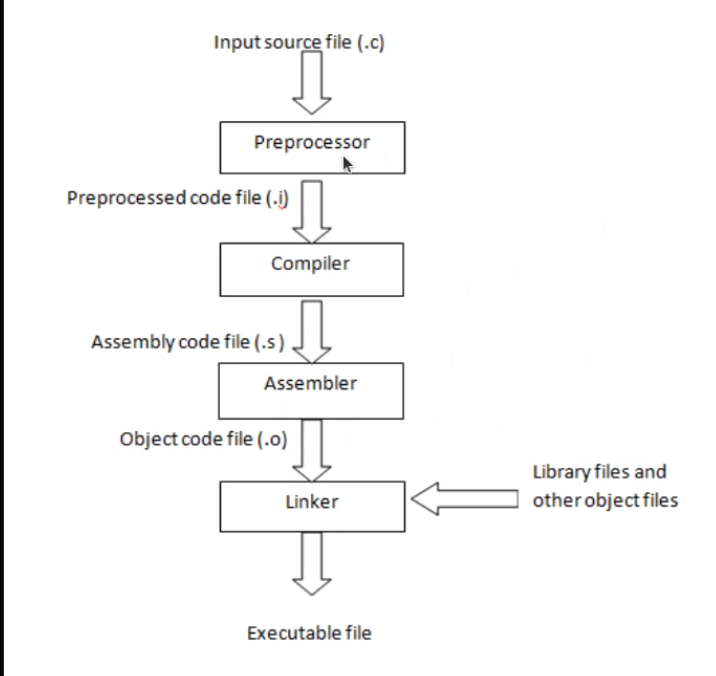 Input source file (.c)
Preprocessor
Preprocessed code file (.i)
Compiler
Assembly code file (.s )
Assembler
Object code file (.o)
Library files and
other object files
Linker
Executable file